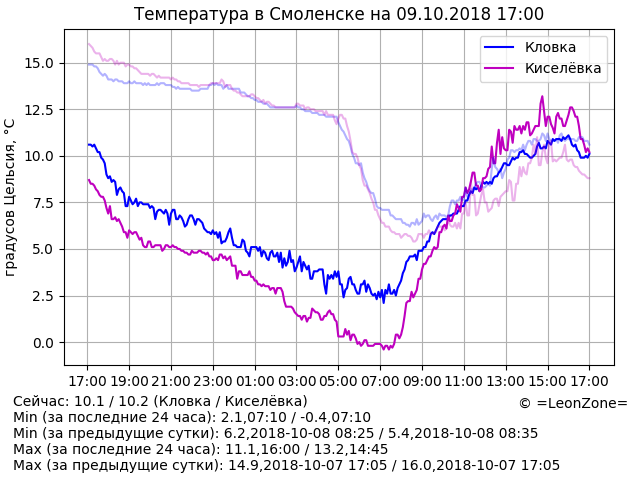 Температура в Смоленске на 09.10.2018 17:00
градусов Цельсия, °C
15.0
12.5
10.0
7.5
5.0
2.5
0.0
Кловка
Киселёвка
17:00 19:00 21:00 23:00 01:00 03:00 05:00 07:00 09:00 11:00 13:00 15:00 17:00
Сейчас: 10.1 / 10.2 (Кловка / Киселёвка)
© =LeonZone=
Min (за последние 24 часа): 2.1,07:10 / -0.4,07:10
Min (за предыдущие сутки): 6.2,2018-10-08 08:25 / 5.4,2018-10-08 08:35
Max (за последние 24 часа): 11.1,16:00 / 13.2,14:45
Max (за предыдущие сутки): 14.9,2018-10-07 17:05 / 16.0,2018-10-07 17:05